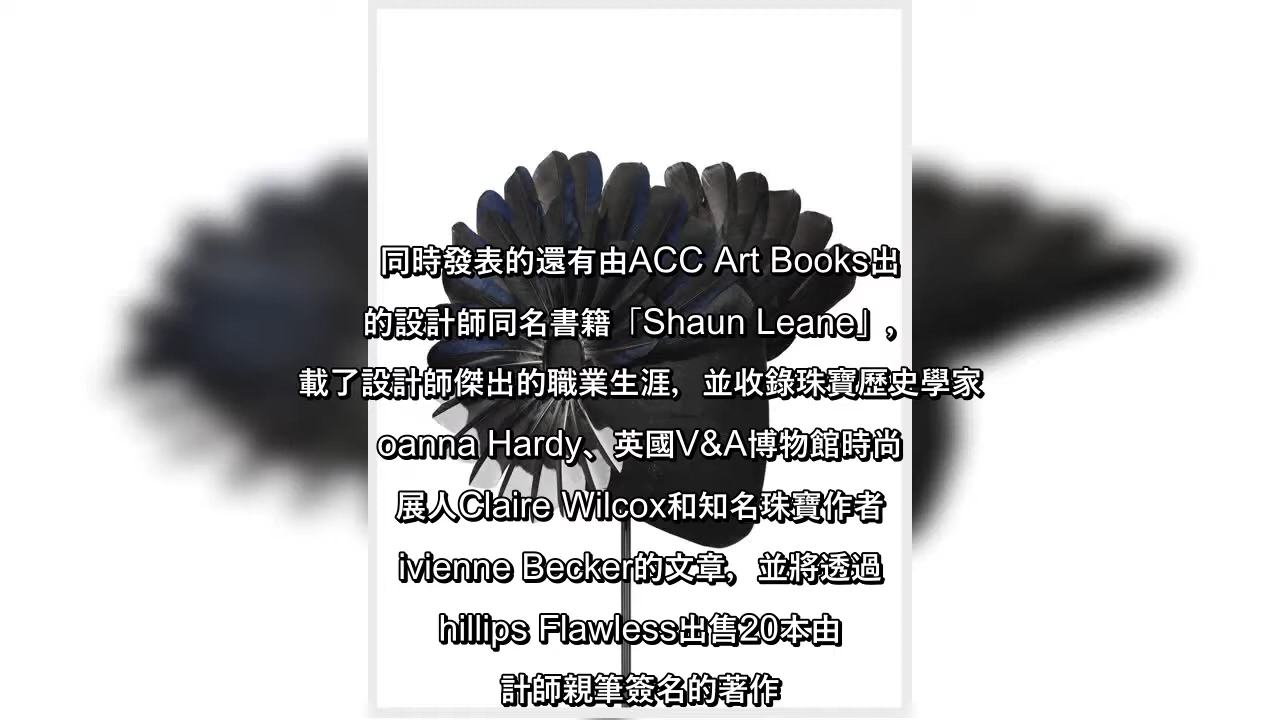 同時發表的還有由ACC Art Books出
的設計師同名書籍「Shaun Leane」,
載了設計師傑出的職業生涯，並收錄珠寶歷史學家
oanna Hardy、英國V&A博物館時尚
展人Claire Wilcox和知名珠寶作者
ivienne Becker的文章，並將透過
hillips Flawless出售20本由
計師親筆簽名的著作